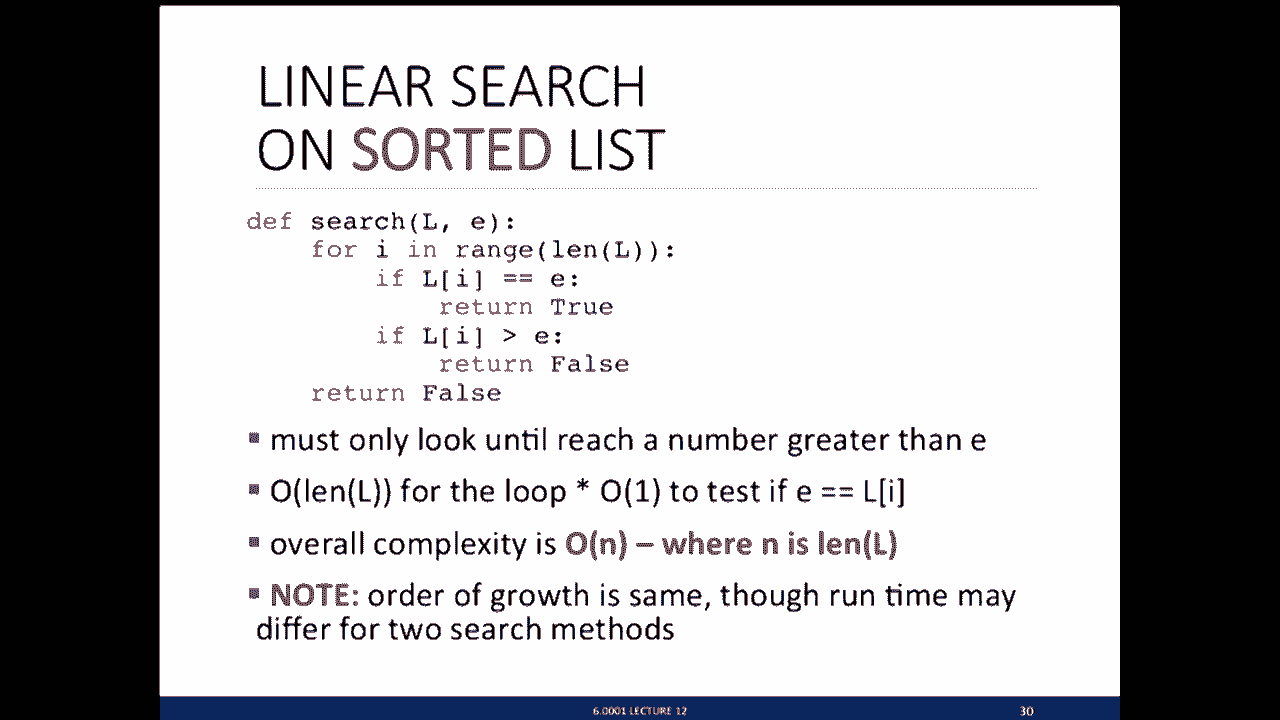 LINEAR SEARCH
ON SORTED LIST
def search(L, e):
    for i in range(len(L)):
        if L[i] == e:
            return True
        if L[i] > e:
            return False
    return False
▪ must only look until reach a number greater than e
▪ O(len(L)) for the loop * O(1) to test if e == L[i]
▪ overall complexity is O(n) – where n is len(L)
▪ NOTE: order of growth is same, though run time may
differ for two search methods
6.0001 LECTURE 12
30